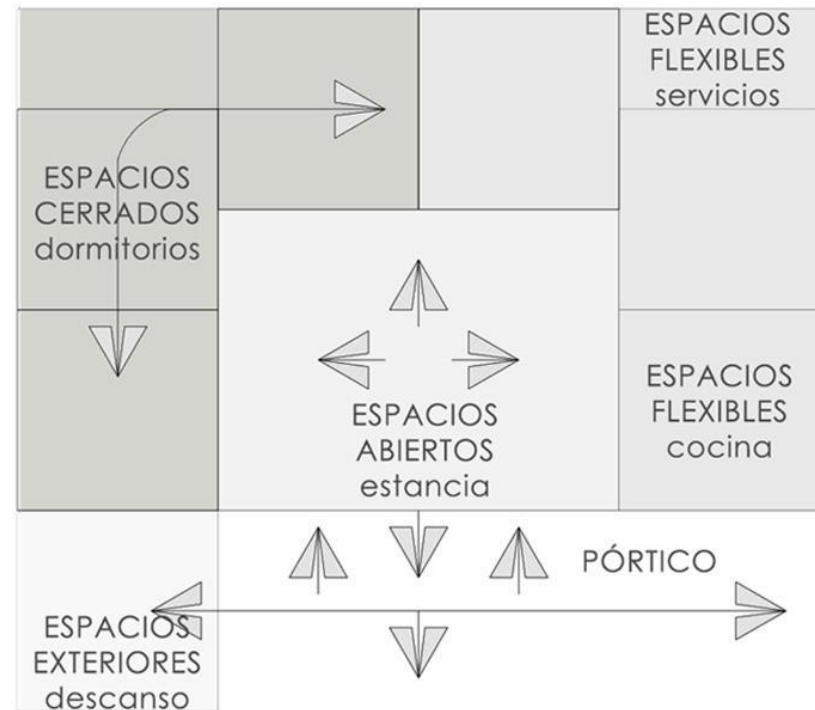 ESPACIOS
FLEXIBLES
servicios
ESPACIOS
CERRADOS
dormitorios
ESPACIOS
ABIERTOS
estancia
ESPACIOS
FLEXIBLES
cocina
PÓRTICO
ESPACIOS
EXTERIORES
descanso